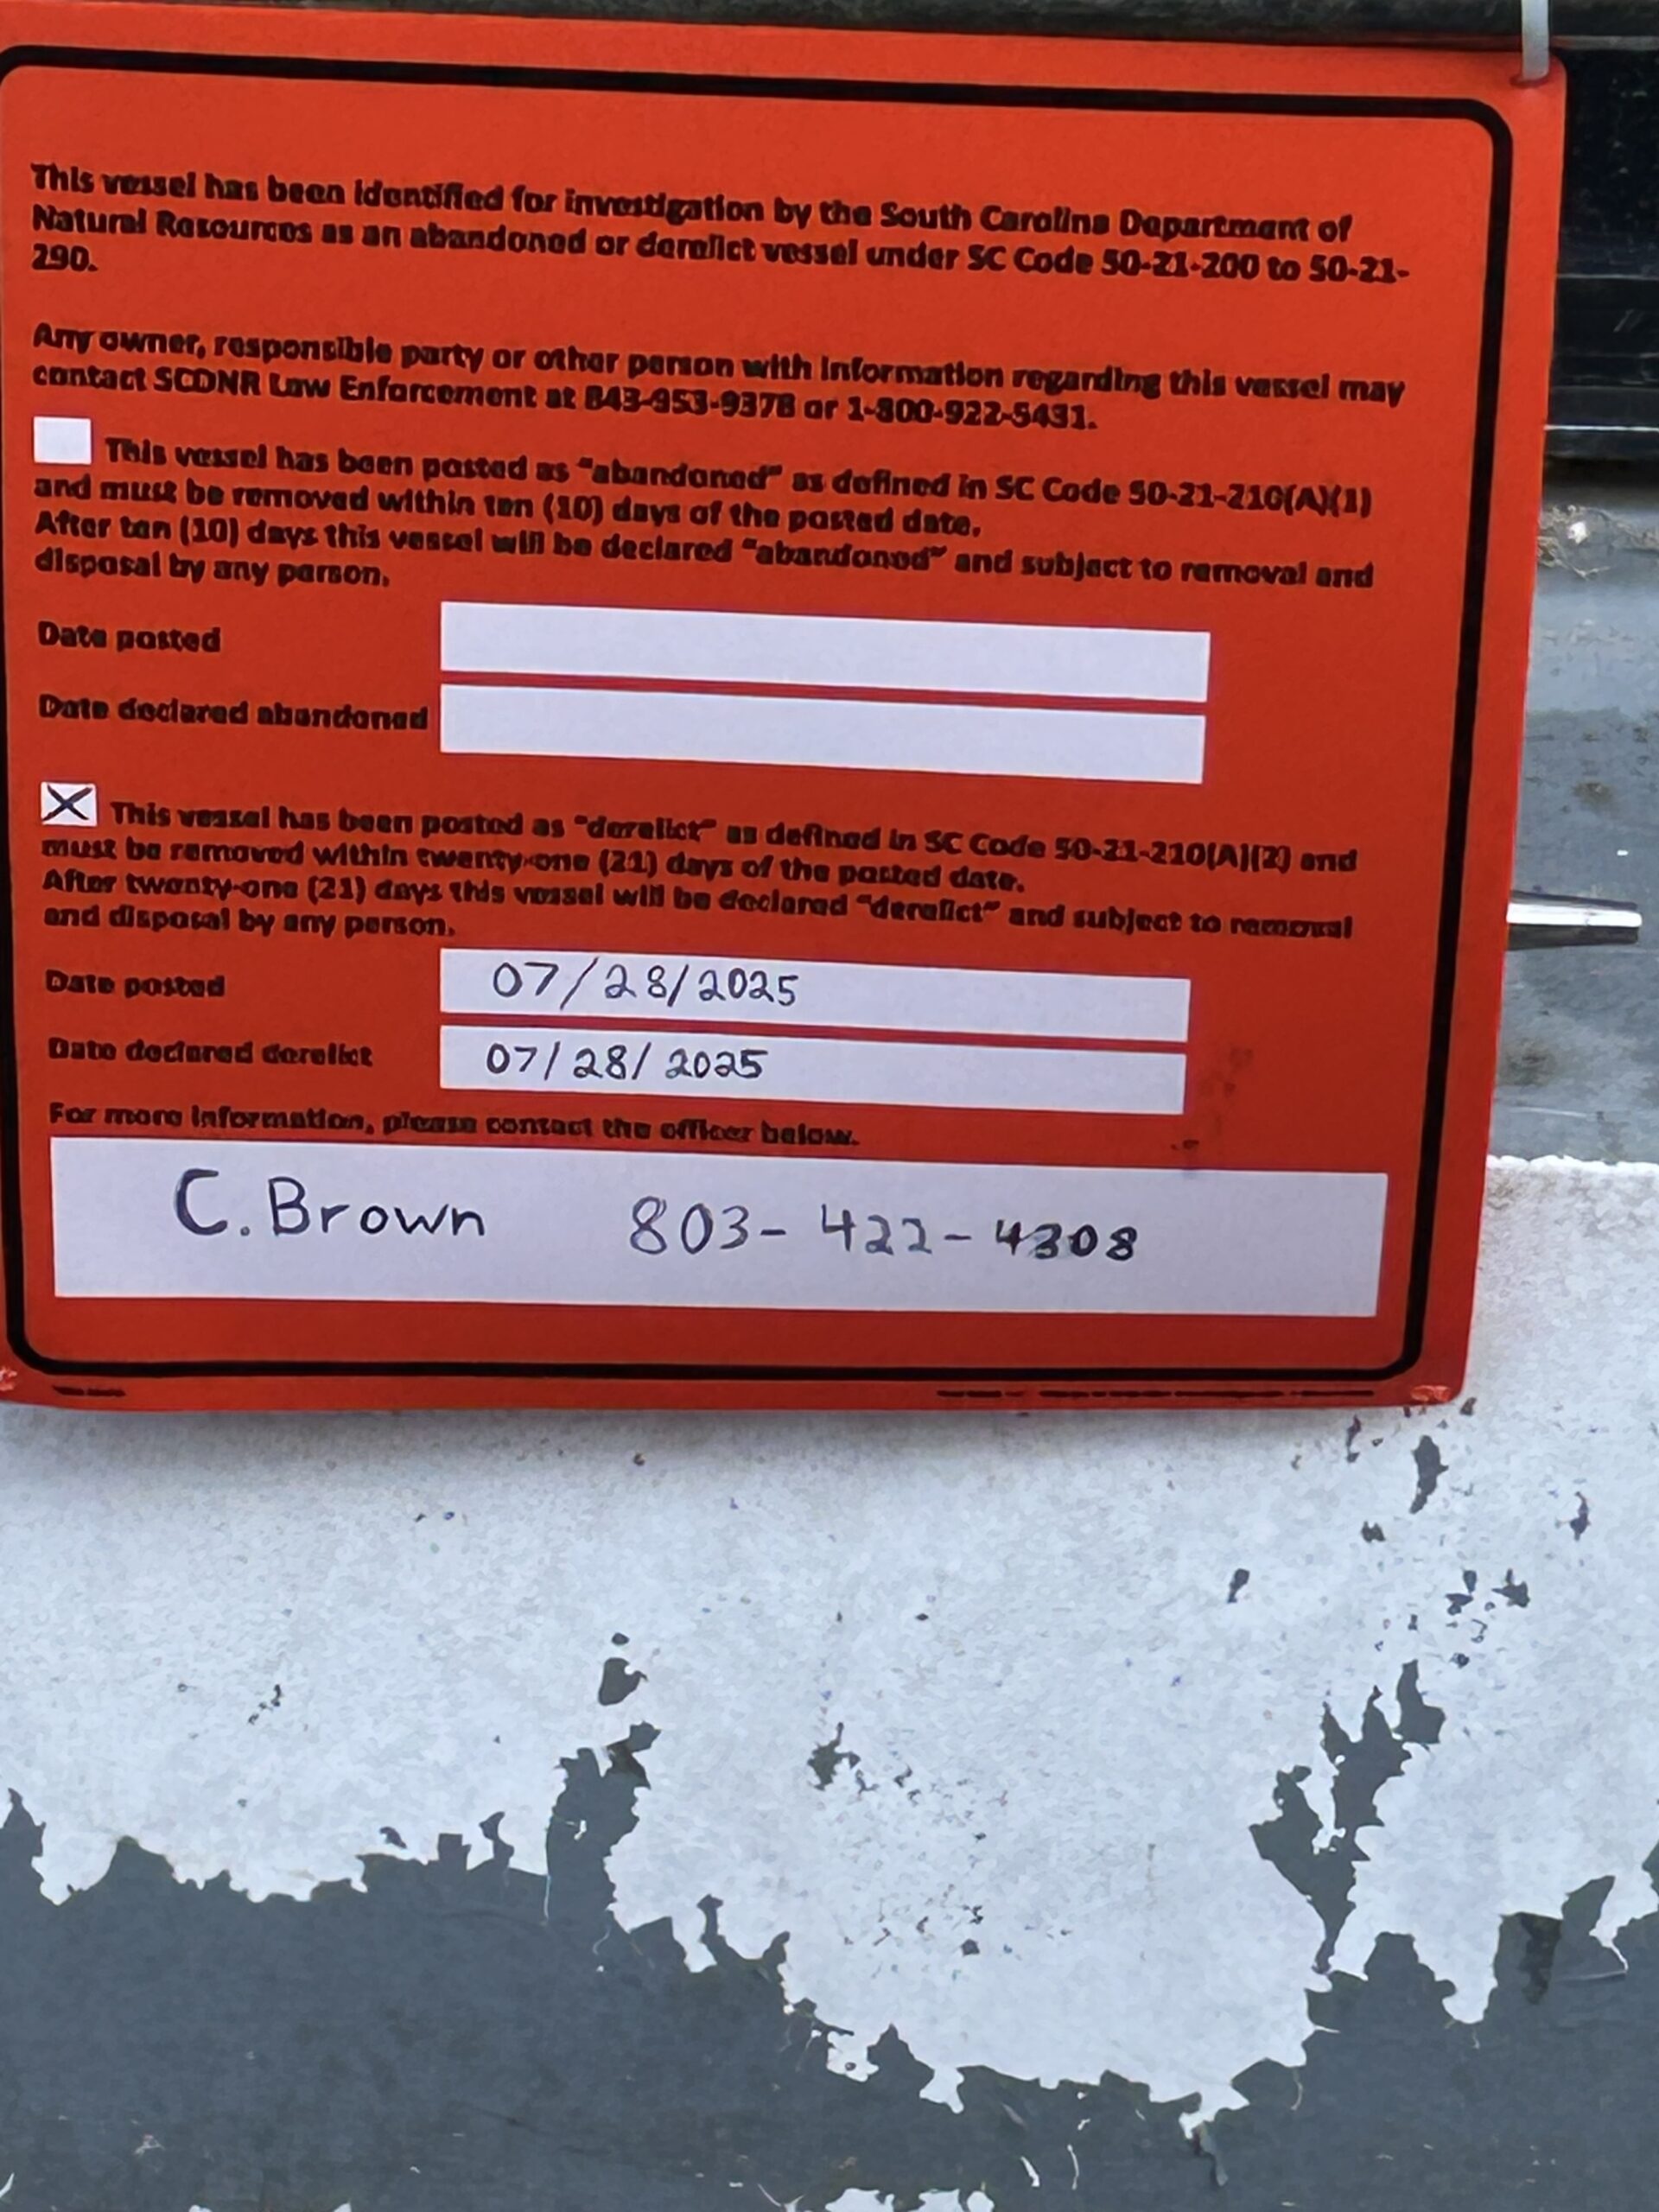 This vessel has been identified for investigation by the South Carolina Department of
Natural Resources as an abandoned or derelict vessel under SC Code 50-21-200 to 50-21-
290.
Any owner, responsible party or other person with information regarding this vessel may
contact SCDNR Law Enforcement at 843-953-9378 or 1-800-922-5431.
This vessel has been posted as "abandoned" as defined in SC Code 50-21-210(A)(1)
and must be removed within ten (10) days of the posted date.
After ten (10) days this vessel will be declared "abandoned" and subject to removal and
disposal by any person.
Date posted
Date declared abandoned
X This vessel has been posted as "derelict" as defined in SC Code 50-21-210(A)(2) and
must be removed within twenty-one (21) days of the posted date.
After twenty-one (21) days this vessel will be declared "derelict" and subject to removal
and disposal by any person.
Date posted 07/28/2025
Date declared derelict 07/28/2025
For more information, please contact the officer below.
C. Brown 803-422-4308